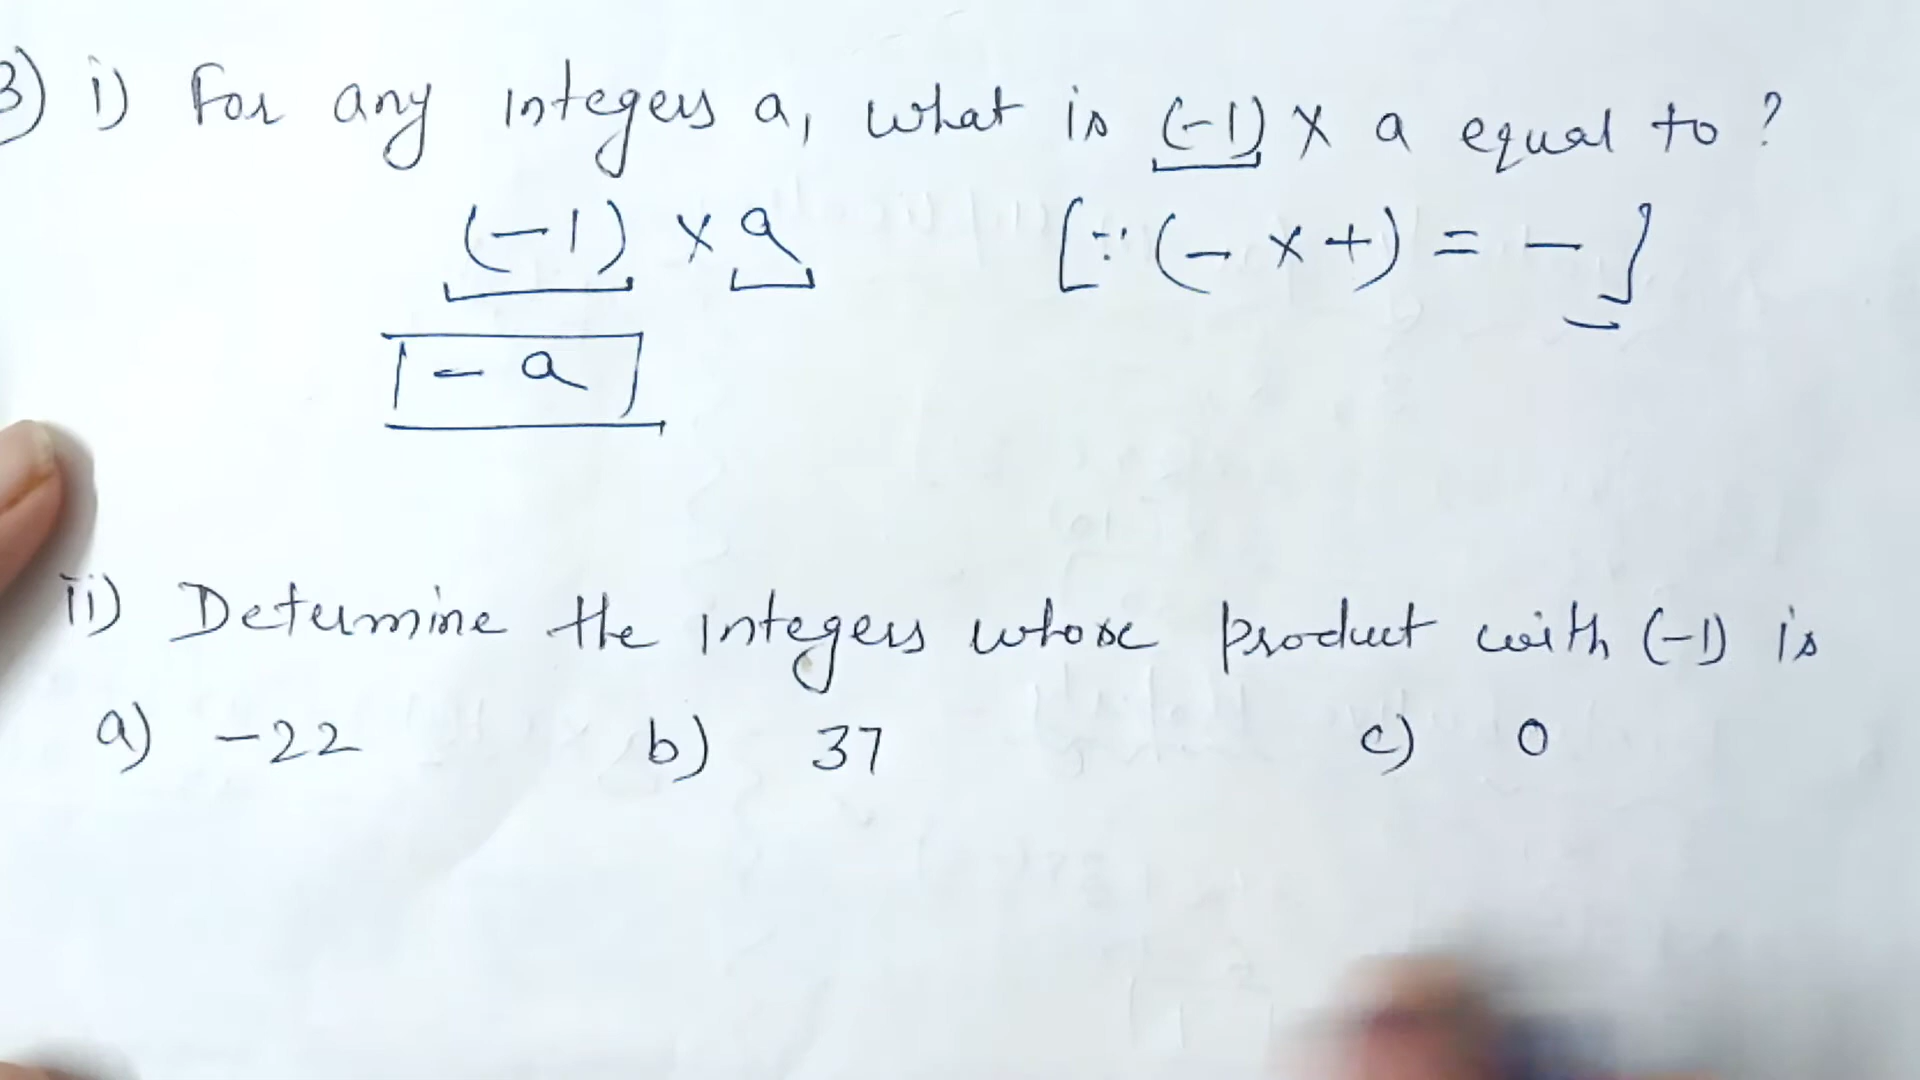 3) i) For any integers a, what is (-1) × a equal to ?
(-1) × a [∵ (- × +) = -]
- a
ii) Determine the integers whose product with (-1) is
a) -22 b) 37 c) 0